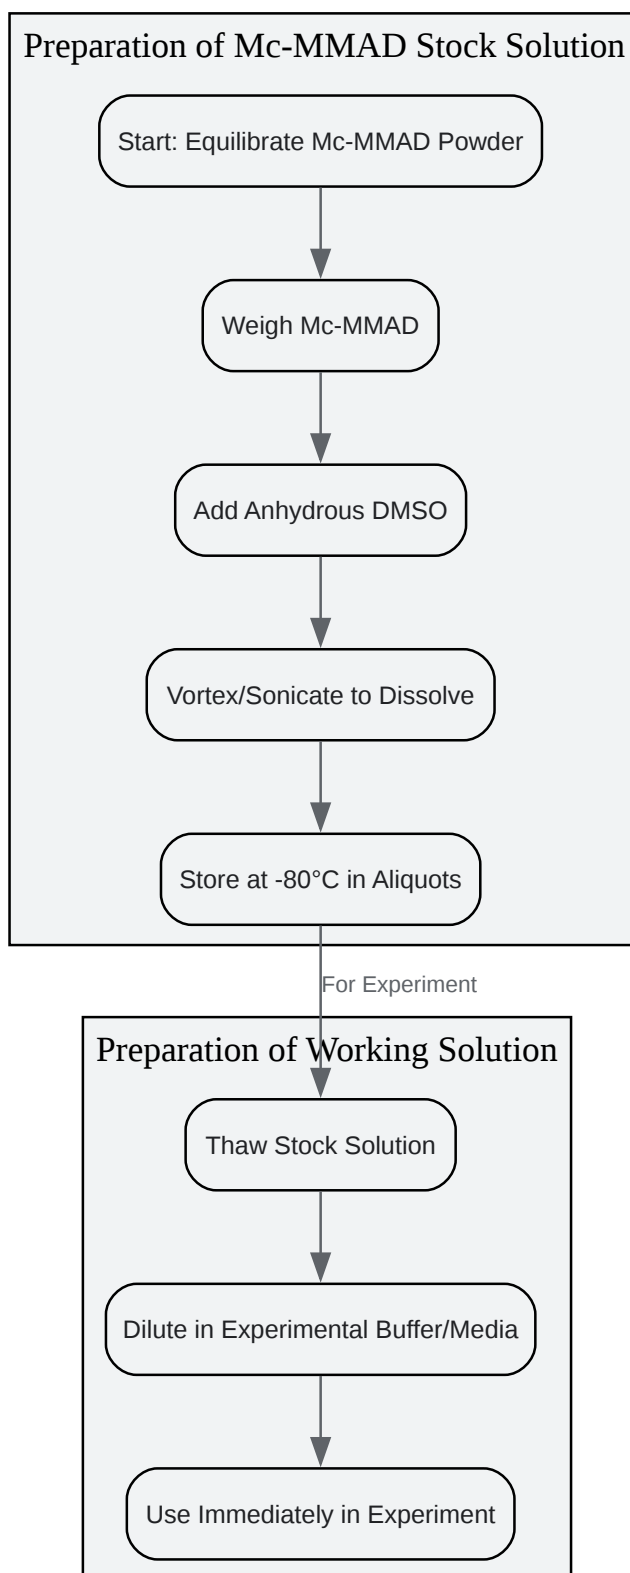 Preparation of Mc-MMAD Stock Solution
Start: Equilibrate Mc-MMAD Powder
Weigh Mc-MMAD
Add Anhydrous DMSO
Vortex/Sonicate to Dissolve
Store at -80°C in Aliquots
For Experiment
Preparation of Working Solution
Thaw Stock Solution
Dilute in Experimental Buffer/Media
Use Immediately in Experiment